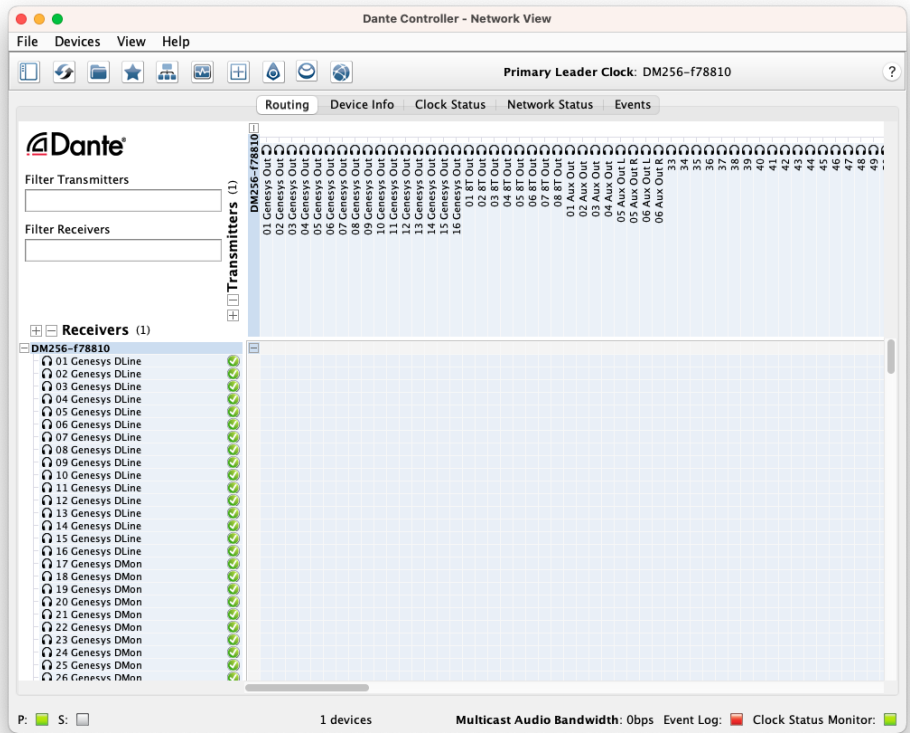 Dante Controller - Network View
File Devices View Help
Primary Leader Clock: DM256-f78810
?
Routing Device Info Clock Status Network Status Events
Dante
Filter Transmitters
Filter Receivers
Transmitters (1)
DM256-f78810
01 Genesys Out
02 Genesys Out
03 Genesys Out
04 Genesys Out
05 Genesys Out
06 Genesys Out
07 Genesys Out
08 Genesys Out
09 Genesys Out
10 Genesys Out
11 Genesys Out
12 Genesys Out
13 Genesys Out
14 Genesys Out
15 Genesys Out
16 Genesys Out
01 8T Out
02 8T Out
03 8T Out
04 8T Out
05 8T Out
06 8T Out
07 8T Out
08 8T Out
01 Aux Out
02 Aux Out
03 Aux Out
04 Aux Out
05 Aux Out L
05 Aux Out R
06 Aux Out L
06 Aux Out R
33
34
35
36
37
38
39
40
41
42
43
44
45
46
47
48
49
Receivers (1)
DM256-f78810
01 Genesys DLine
02 Genesys DLine
03 Genesys DLine
04 Genesys DLine
05 Genesys DLine
06 Genesys DLine
07 Genesys DLine
08 Genesys DLine
09 Genesys DLine
10 Genesys DLine
11 Genesys DLine
12 Genesys DLine
13 Genesys DLine
14 Genesys DLine
15 Genesys DLine
16 Genesys DLine
17 Genesys DMon
18 Genesys DMon
19 Genesys DMon
20 Genesys DMon
21 Genesys DMon
22 Genesys DMon
23 Genesys DMon
24 Genesys DMon
25 Genesys DMon
26 Genesys DMon
P: S: 1 devices Multicast Audio Bandwidth: 0bps Event Log: Clock Status Monitor: